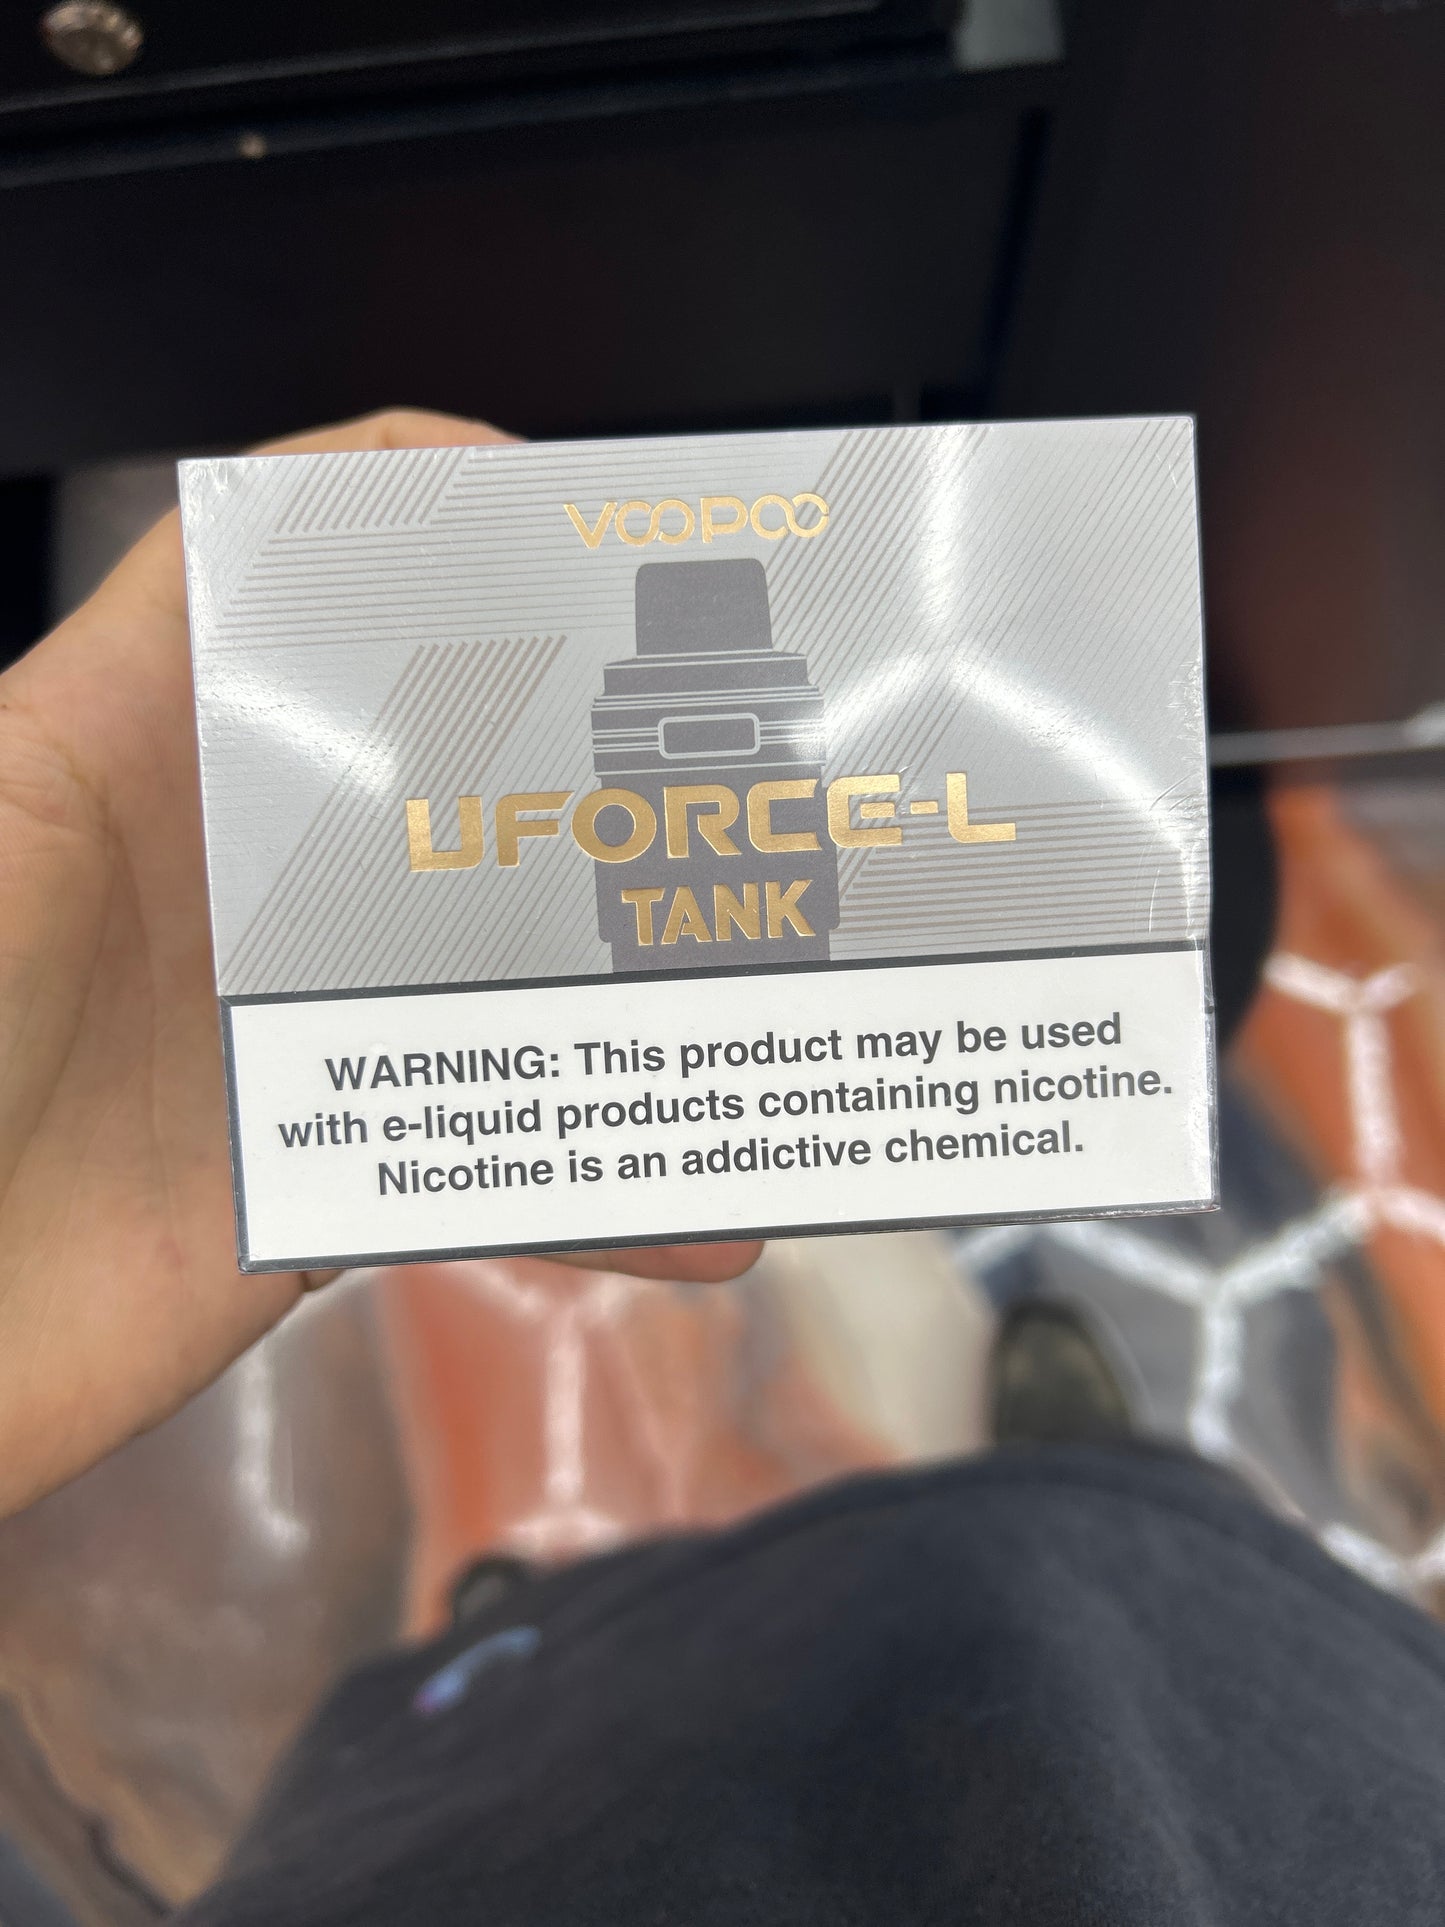 VOOPOO
UFORCE-L
TANK
WARNING: This product may be used
with e-liquid products containing nicotine.
Nicotine is an addictive chemical.